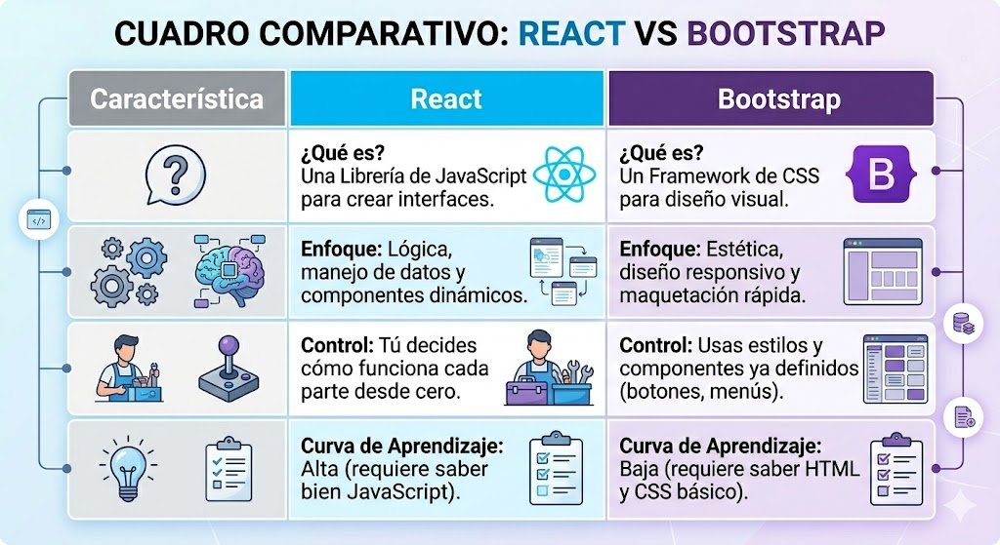 CUADRO COMPARATIVO: REACT VS BOOTSTRAP
Característica
React
Bootstrap
?
¿Qué es?
Una Librería de JavaScript
para crear interfaces.
¿Qué es?
Un Framework de CSS
para diseño visual.
B
Enfoque: Lógica,
manejo de datos y
componentes dinámicos.
Enfoque: Estética,
diseño responsivo y
maquetación rápida.
Control: Tú decides
cómo funciona cada
parte desde cero.
Control: Usas estilos y
componentes ya definidos
(botones, menús).
Curva de Aprendizaje:
Alta (requiere saber
bien JavaScript).
Curva de Aprendizaje:
Baja (requiere saber HTML
y CSS básico).